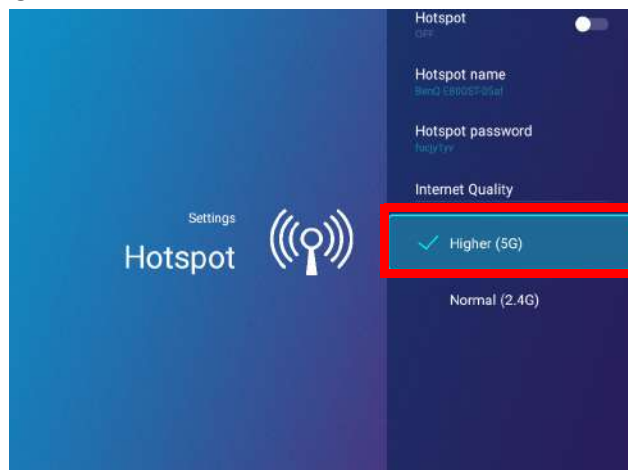 Settings
Hotspot
Hotspot
OFF
Hotspot name
Hotspot password
Internet Quality
Higher (5G)
Normal (2.4G)